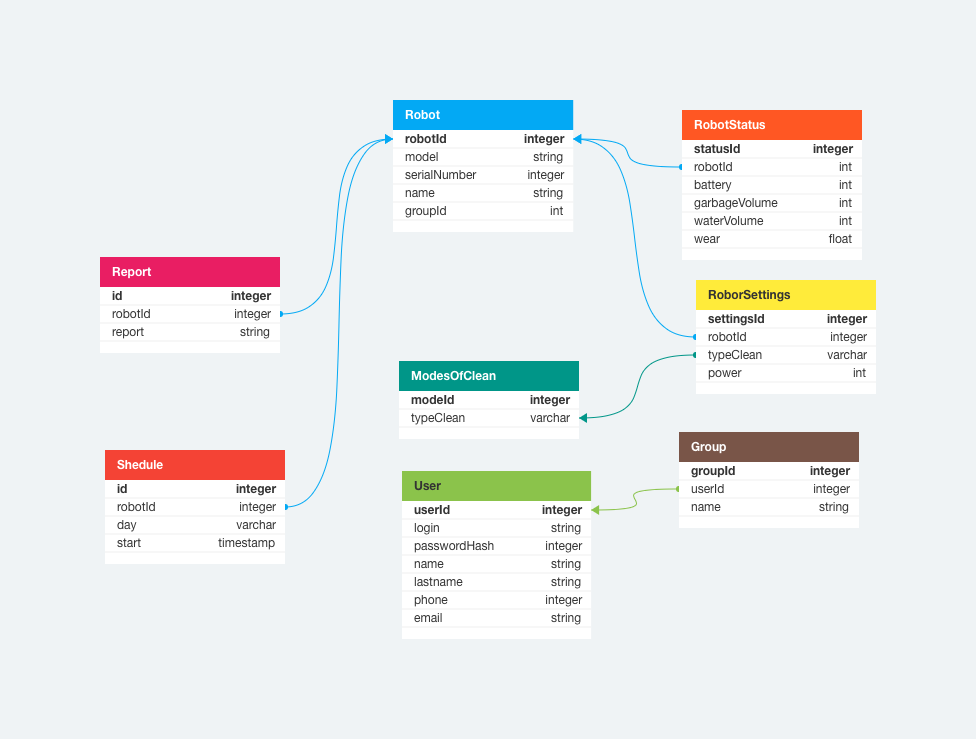 Robot
robotId integer
model string
serialNumber integer
name string
groupId int
RobotStatus
statusId integer
robotId int
battery int
garbageVolume int
waterVolume int
wear float
Report
id integer
robotId integer
report string
RoborSettings
settingsId integer
robotId integer
typeClean varchar
power int
ModesOfClean
modeId integer
typeClean varchar
Shedule
id integer
robotId integer
day varchar
start timestamp
User
userId integer
login string
passwordHash integer
name string
lastname string
phone integer
email string
Group
groupId integer
userId integer
name string